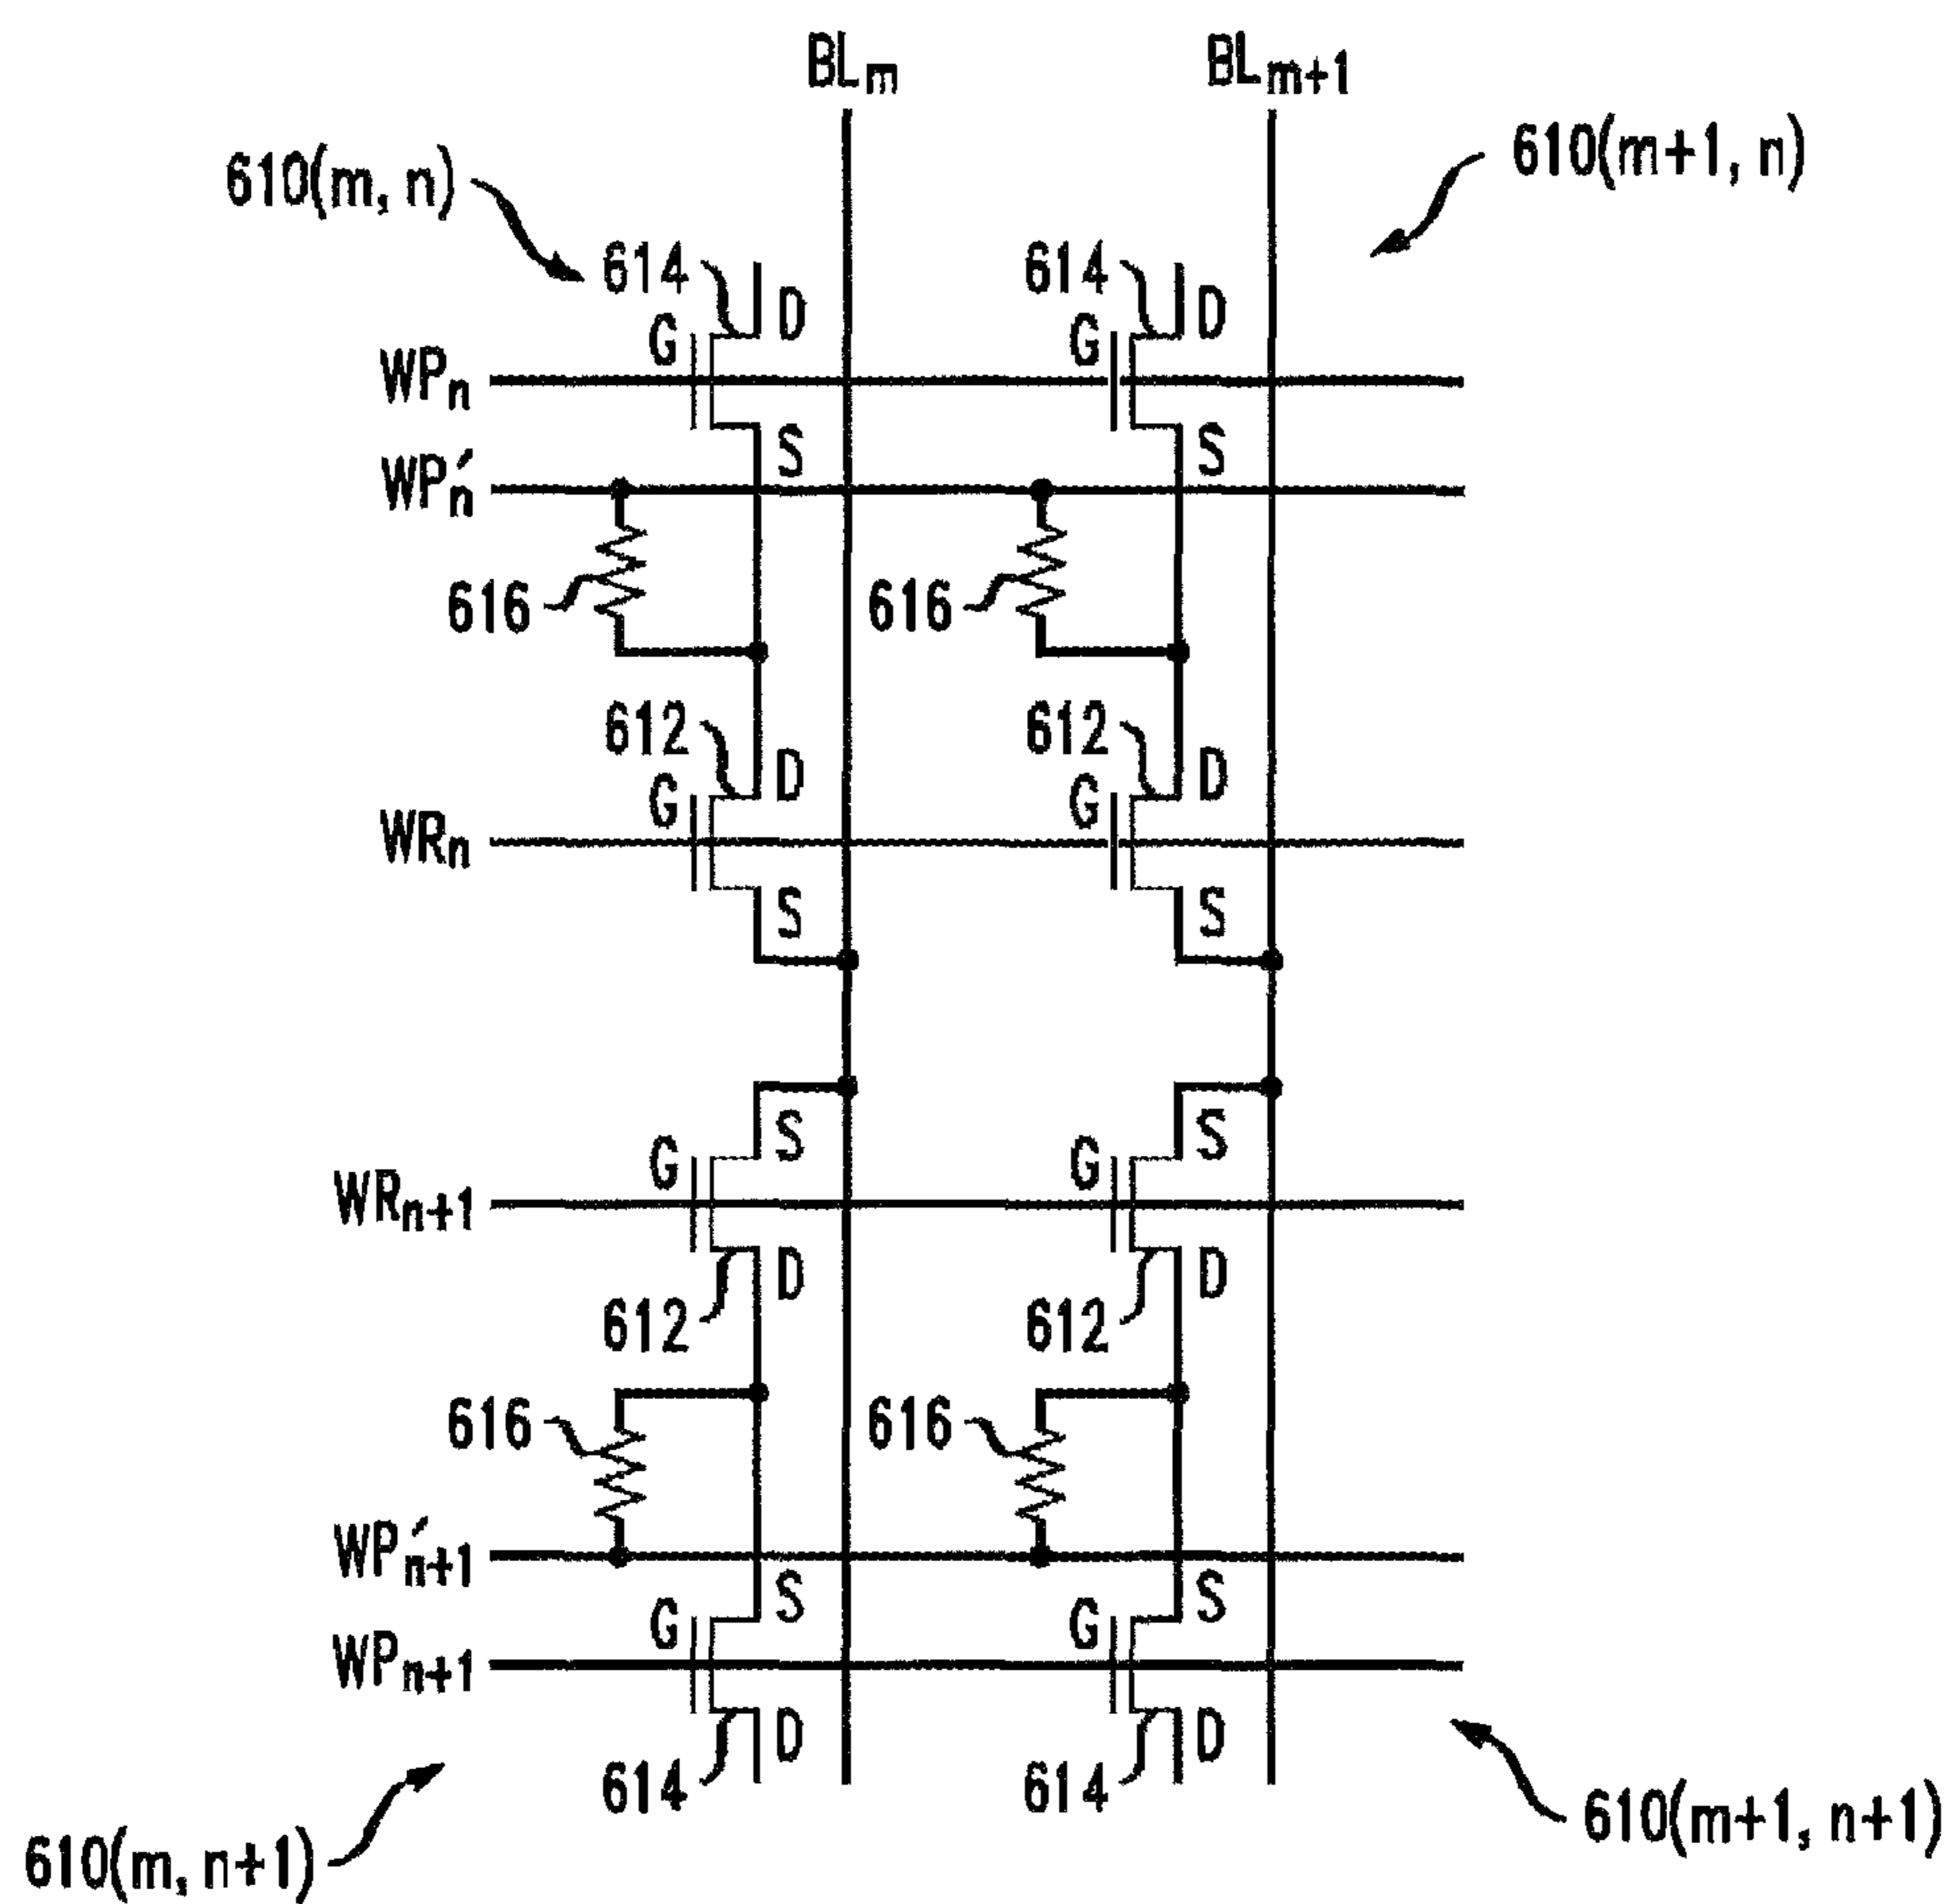 BLm BLm+1
610(m, n) 610(m+1, n)
614 D 614 D
G G
WPn
S S
WP′n
616 616
612 D 612 D
G G
WRn
S S
S S
G G
WRn+1
D D
612 612
616 616
WP′n+1
S S
G G
WPn+1
D D
614 614
610(m, n+1) 610(m+1, n+1)